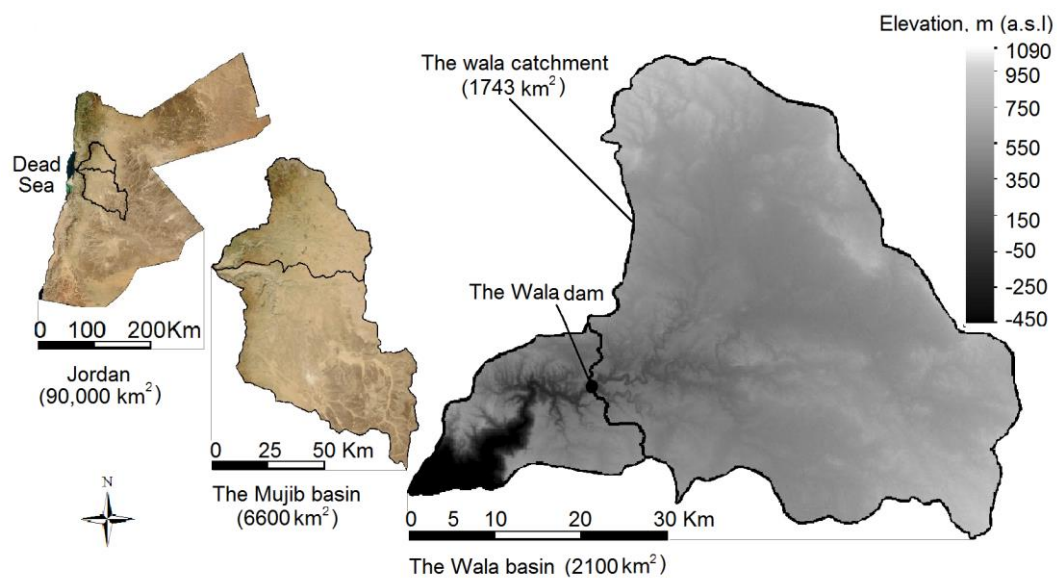 Elevation, m (a.s.l)
1090
950
750
550
350
150
-50
-250
-450
The wala catchment
(1743 km²)
Dead
Sea
The Wala dam
0 100 200Km
Jordan
(90,000 km²)
0 25 50 Km
The Mujib basin
(6600 km²)
N
0 5 10 20 30 Km
The Wala basin (2100 km²)